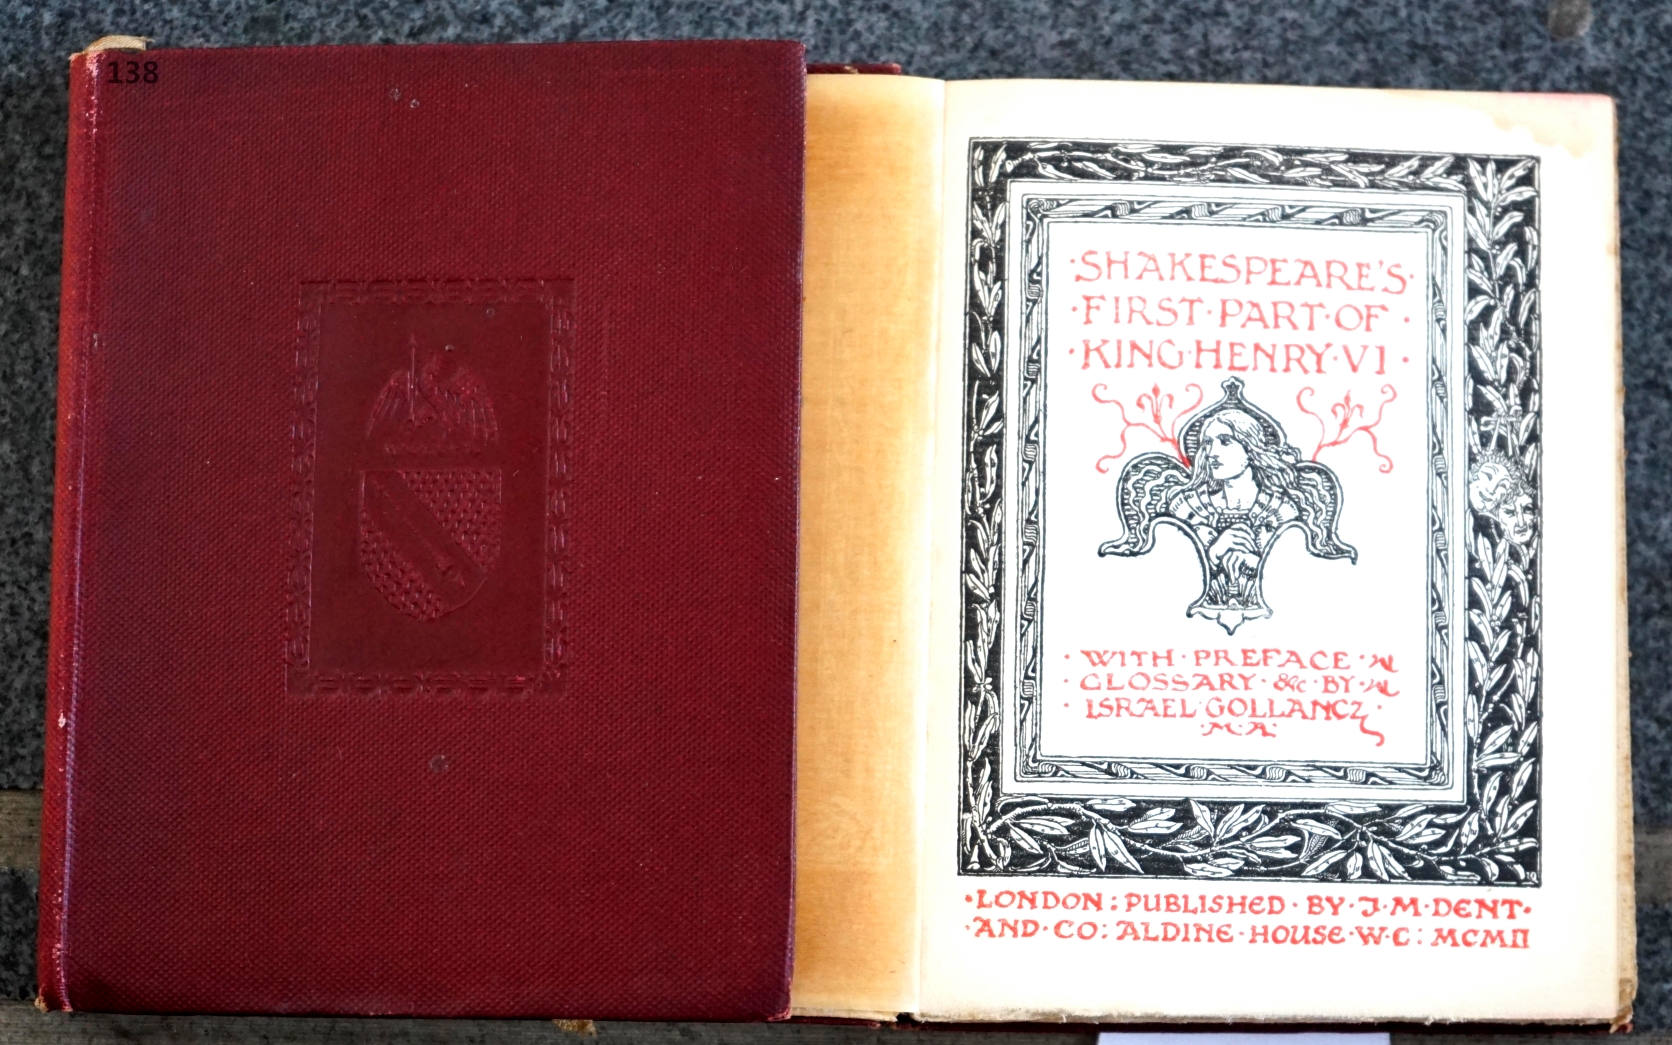 138
·SHAKESPEARE'S·
·FIRST·PART·OF·
·KING·HENRY·VI·
·WITH·PREFACE·
·GLOSSARY·&c·BY·
·ISRAEL·GOLLANCZ·
·M·A·
·LONDON:PUBLISHED·BY·J·M·DENT·
·AND·CO:ALDINE·HOUSE·W·C:MCMII